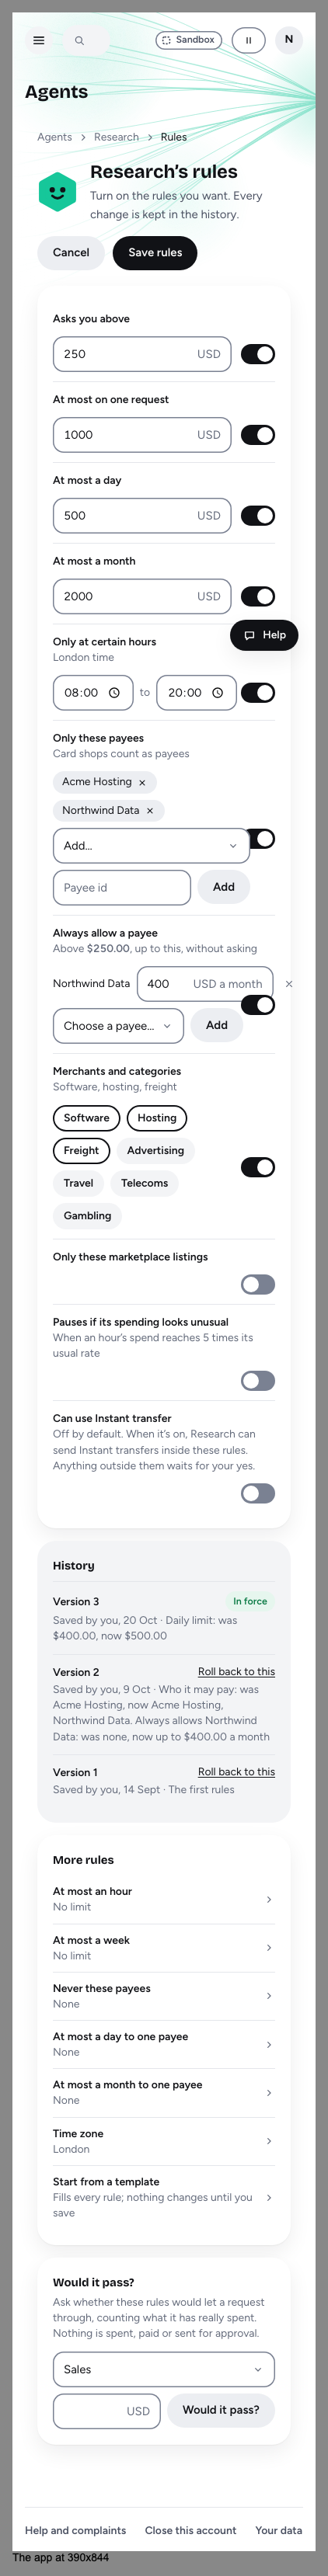 Sandbox
N
Agents
Agents > Research > Rules
Research’s rules
Turn on the rules you want. Every
change is kept in the history.
Cancel
Save rules
Asks you above
250 USD
At most on one request
1000 USD
At most a day
500 USD
At most a month
2000 USD
Help
Only at certain hours
London time
08:00 to 20:00
Only these payees
Card shops count as payees
Acme Hosting ×
Northwind Data ×
Add...
Payee id
Add
Always allow a payee
Above $250.00, up to this, without asking
Northwind Data 400 USD a month ×
Choose a payee...
Add
Merchants and categories
Software, hosting, freight
Software Hosting
Freight Advertising
Travel Telecoms
Gambling
Only these marketplace listings
Pauses if its spending looks unusual
When an hour’s spend reaches 5 times its
usual rate
Can use Instant transfer
Off by default. When it’s on, Research can
send Instant transfers inside these rules.
Anything outside them waits for your yes.
History
Version 3 In force
Saved by you, 20 Oct · Daily limit: was
$400.00, now $500.00
Version 2 Roll back to this
Saved by you, 9 Oct · Who it may pay: was
Acme Hosting, now Acme Hosting,
Northwind Data. Always allows Northwind
Data: was none, now up to $400.00 a month
Version 1 Roll back to this
Saved by you, 14 Sept · The first rules
More rules
At most an hour
No limit
At most a week
No limit
Never these payees
None
At most a day to one payee
None
At most a month to one payee
None
Time zone
London
Start from a template
Fills every rule; nothing changes until you
save
Would it pass?
Ask whether these rules would let a request
through, counting what it has really spent.
Nothing is spent, paid or sent for approval.
Sales
USD
Would it pass?
Help and complaints Close this account Your data
The app at 390x844